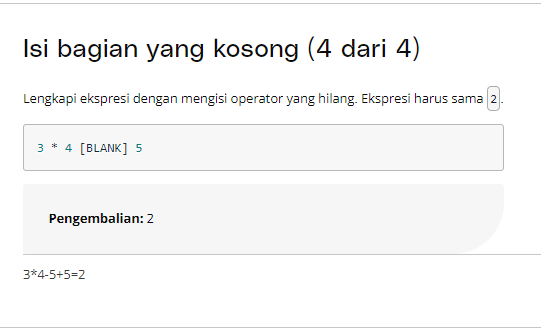 Isi bagian yang kosong (4 dari 4)
Lengkapi ekspresi dengan mengisi operator yang hilang. Ekspresi harus sama 2.
3 * 4 [BLANK] 5
Pengembalian: 2
3*4-5+5=2